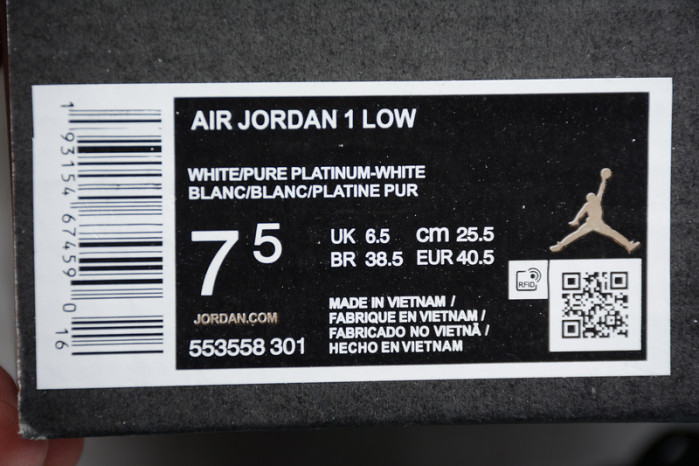 1 93154 67459 0 16
AIR JORDAN 1 LOW
WHITE/PURE PLATINUM-WHITE
BLANC/BLANC/PLATINE PUR
7 5
UK 6.5 cm 25.5
BR 38.5 EUR 40.5
RFID
JORDAN.COM
553558 301
MADE IN VIETNAM /
FABRIQUE EN VIETNAM /
FABRICADO NO VIETNÃ /
HECHO EN VIETNAM